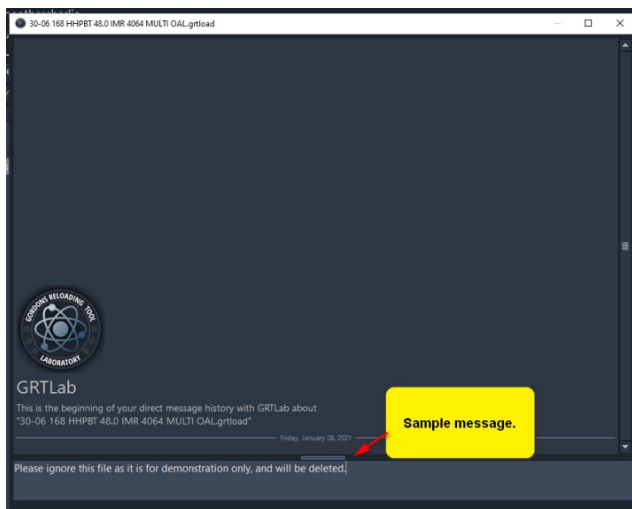 30-06 168 HHPBT 48.0 IMR 4064 MULTI OAL.grtload
GORDONS RELOADING TOOL
LABORATORY
GRTLab
This is the beginning of your direct message history with GRTLab about
"30-06 168 HHPBT 48.0 IMR 4064 MULTI OAL.grtload"
Friday, January 08, 2021
Sample message.
Please ignore this file as it is for demonstration only, and will be deleted.